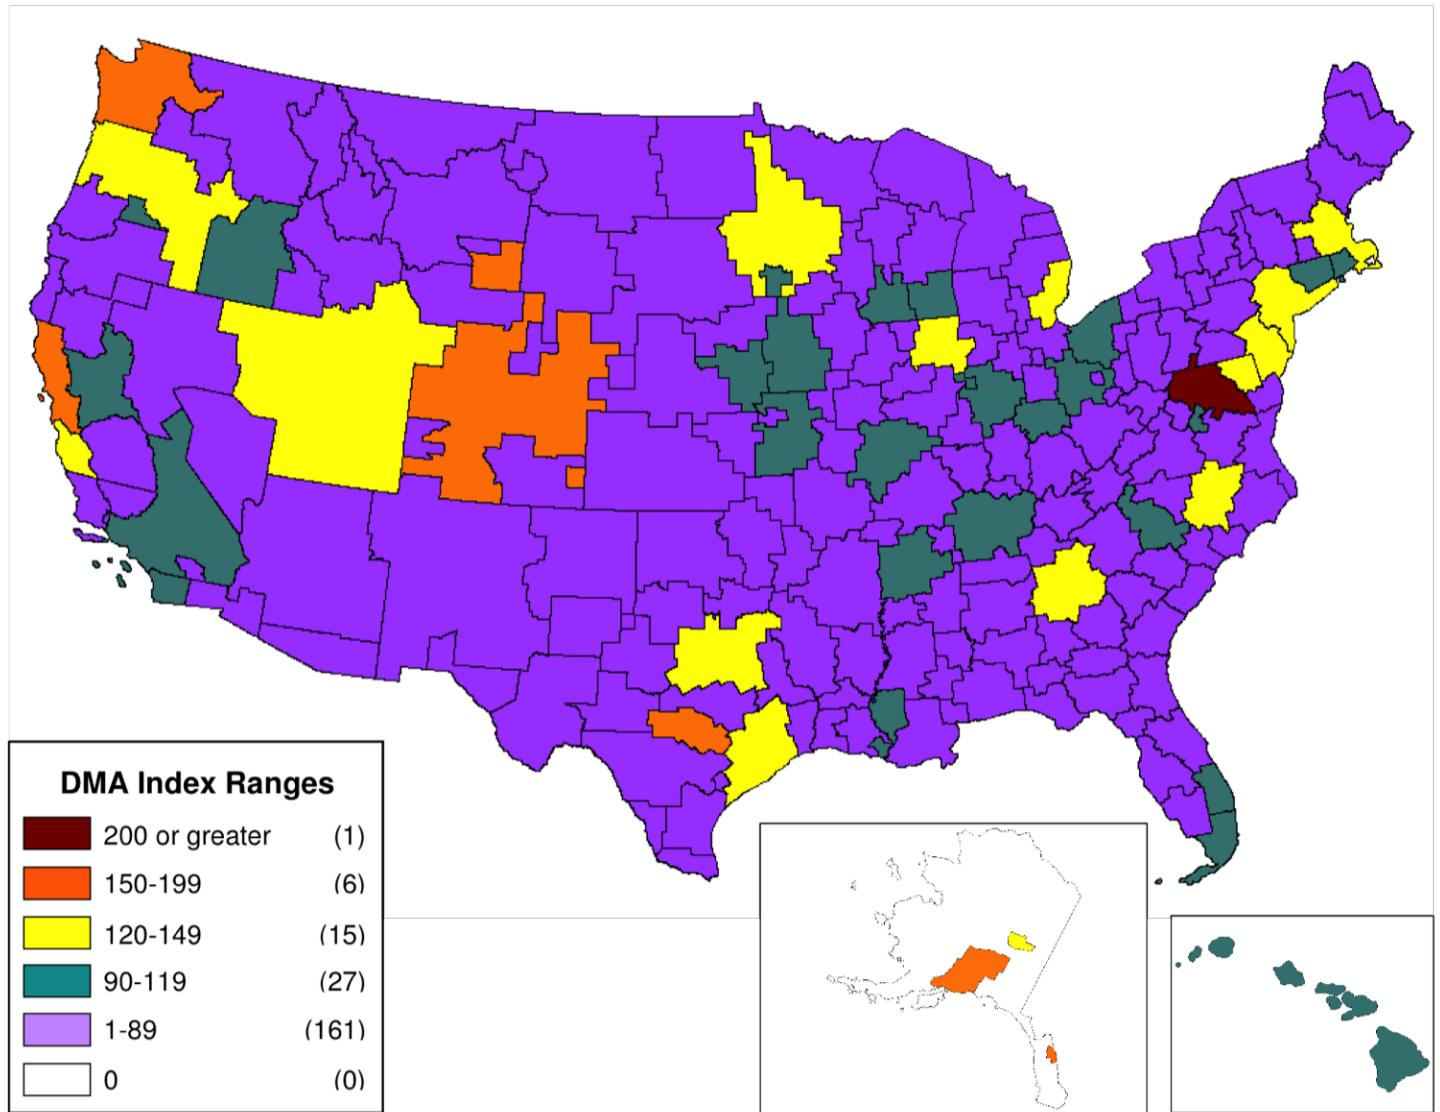 DMA Index Ranges
200 or greater (1)
150-199 (6)
120-149 (15)
90-119 (27)
1-89 (161)
0 (0)